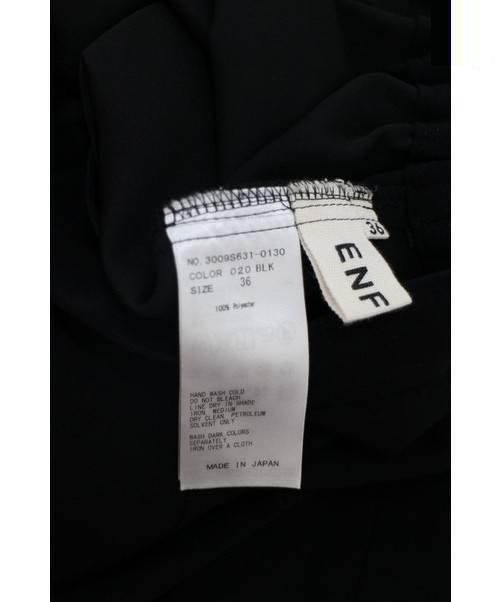 NO. 3009S631-0130
COLOR 020 BLK
SIZE 36
100% Polyester
HAND WASH COLD
DO NOT BLEACH
LINE DRY IN SHADE
IRON MEDIUM
DRY CLEAN PETROLEUM
SOLVENT ONLY
WASH DARK COLORS
SEPARATELY
IRON OVER A CLOTH
MADE IN JAPAN
36
ENF